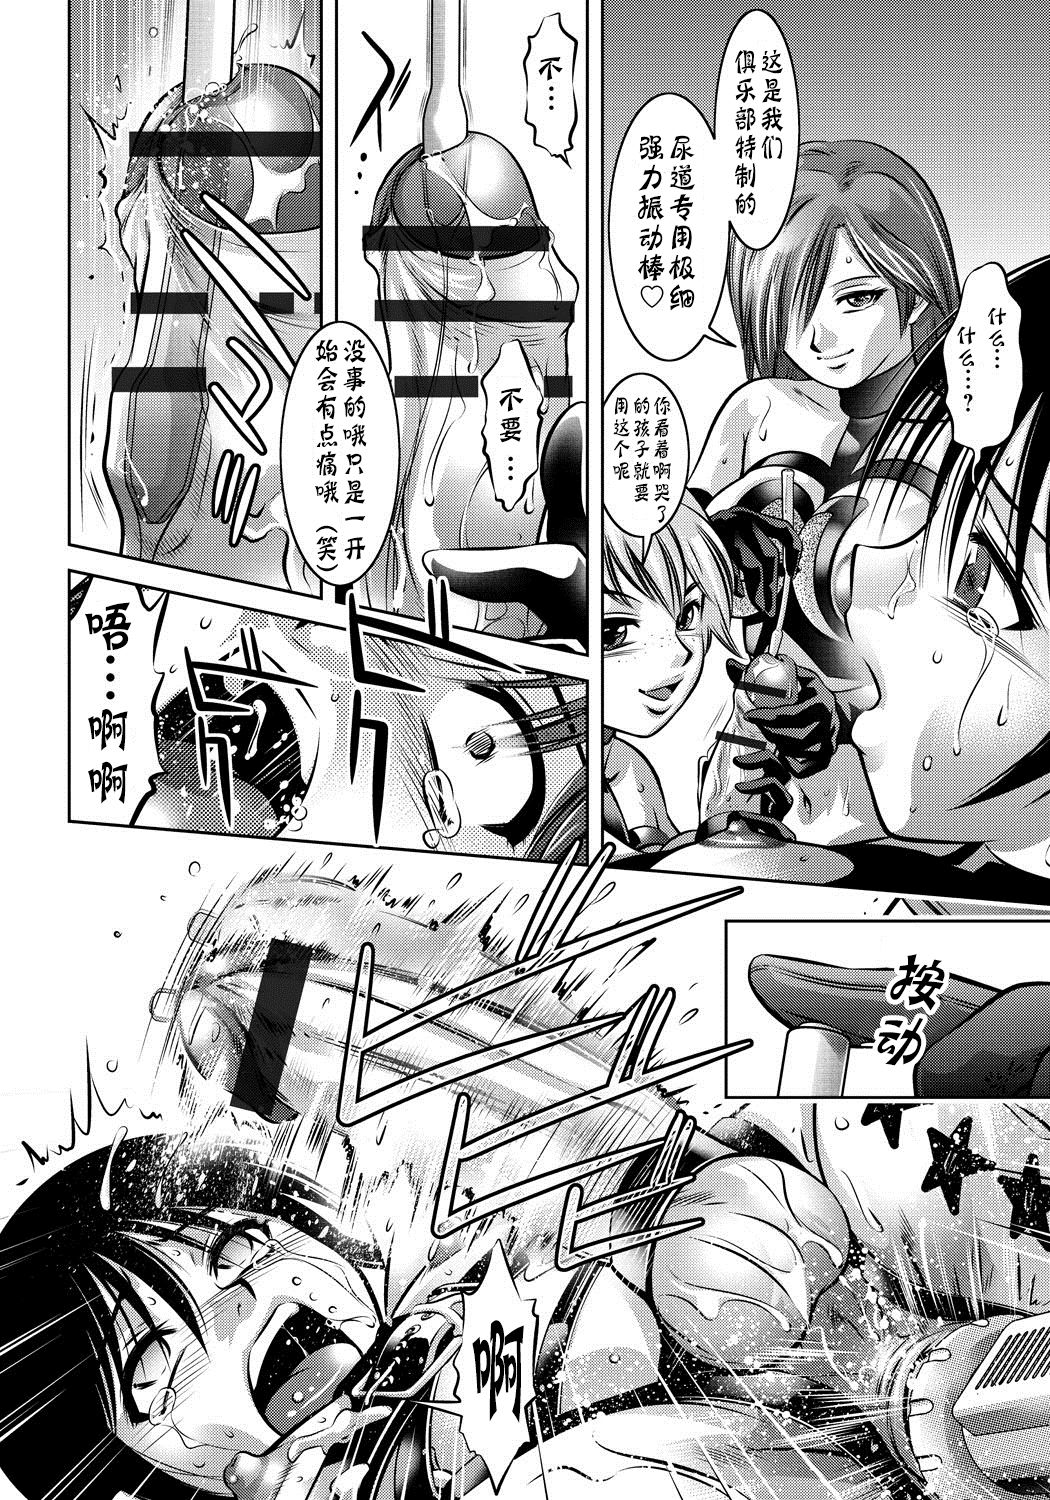 这是我们
俱乐部特制的
尿道专用极细
强力振动棒♡
什么…
什么…?
你看着啊哭了
的孩子就要
用这个呢
不…
不要…
没事的哦只是一开
始会有点痛哦（笑）
唔……啊啊
按动
啊